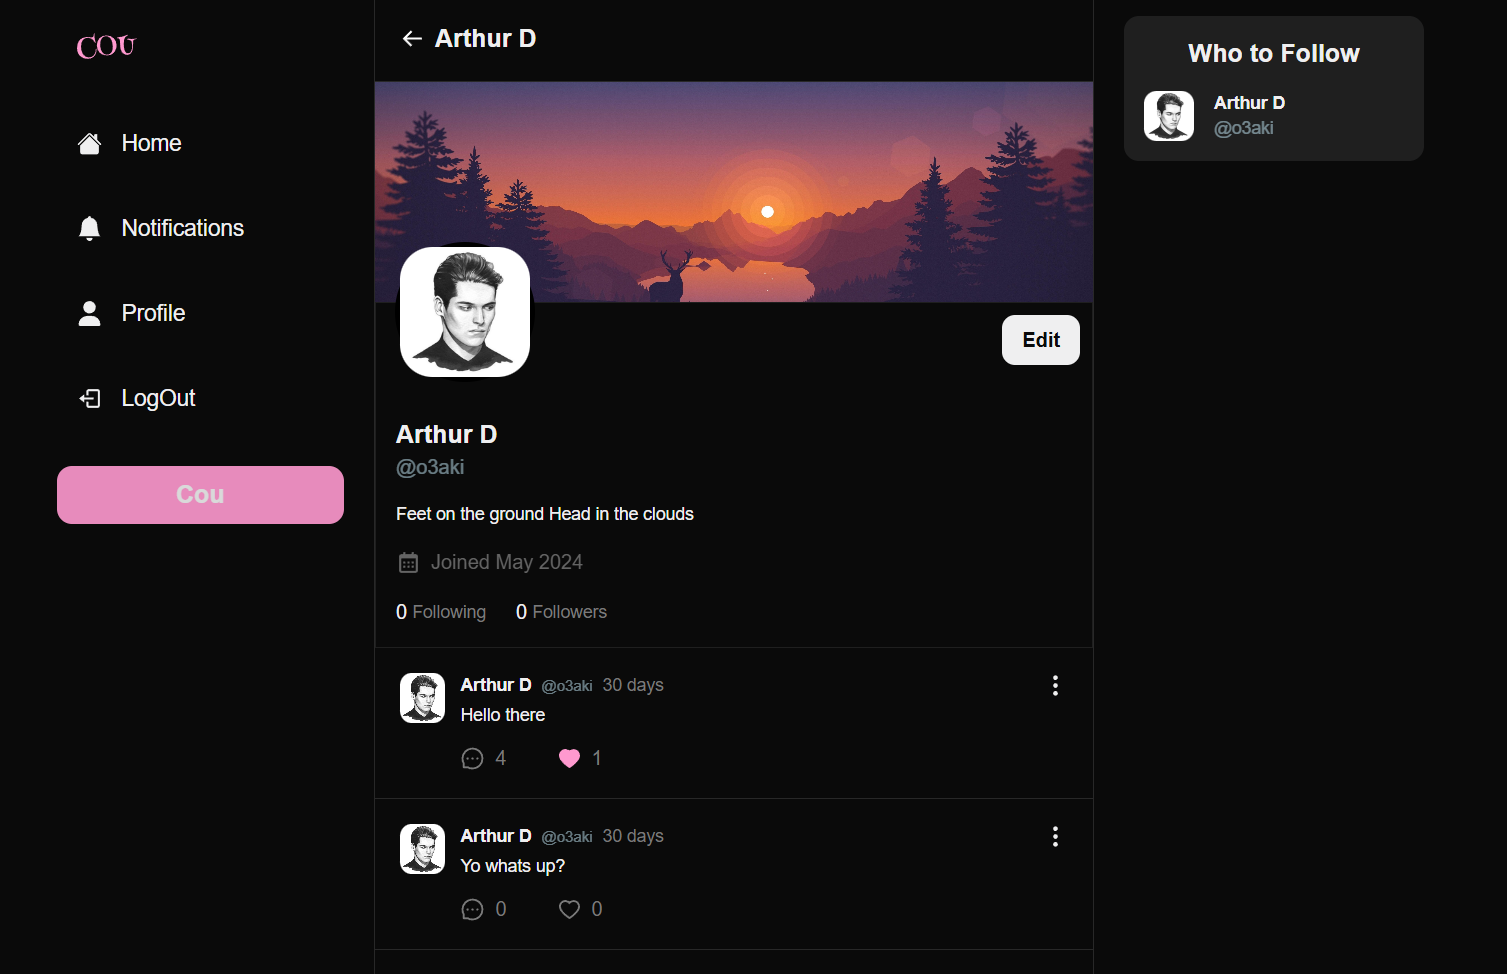 COU
Home
Notifications
Profile
LogOut
Cou
Arthur D
Edit
Arthur D
@o3aki
Feet on the ground Head in the clouds
Joined May 2024
0 Following 0 Followers
Arthur D @o3aki 30 days
Hello there
4 1
Arthur D @o3aki 30 days
Yo whats up?
0 0
Who to Follow
Arthur D
@o3aki